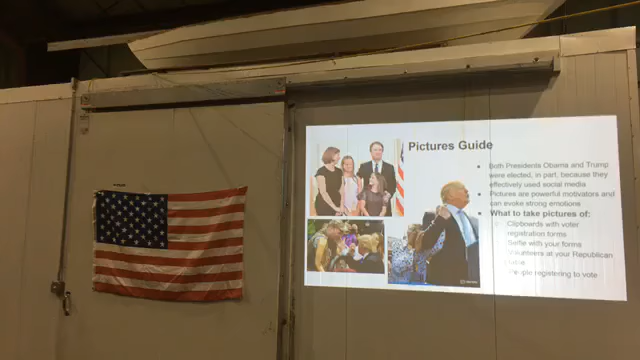 Pictures Guide
Both Presidents Obama and Trump
were elected, in part, because they
effectively used social media
Pictures are powerful motivators and
can evoke strong emotions
What to take pictures of:
Clipboards with voter
registration forms
Selfie with your forms
Volunteers at your Republican
People registering to vote